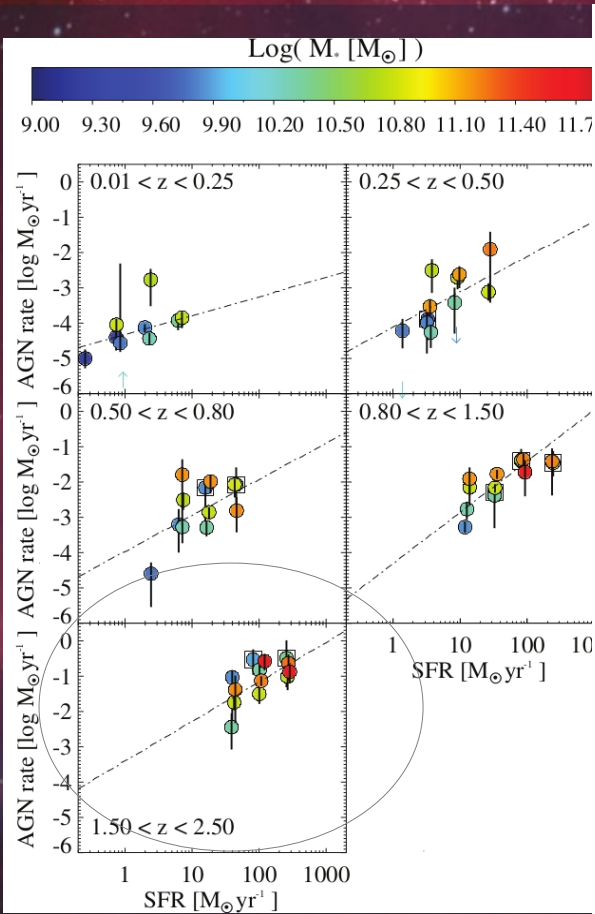 Log( M* [M⊙] )
9.00 9.30 9.60 9.90 10.20 10.50 10.80 11.10 11.40 11.7
AGN rate [log M⊙yr⁻¹]
0.01 < z < 0.25
0
-1
-2
-3
-4
-5
-6
0.25 < z < 0.50
AGN rate [log M⊙yr⁻¹]
0.50 < z < 0.80
0
-1
-2
-3
-4
-5
-6
0.80 < z < 1.50
1 10 100 100
SFR [M⊙yr⁻¹]
AGN rate [log M⊙yr⁻¹]
0
-1
-2
-3
-4
-5
-6
1.50 < z < 2.50
1 10 100 1000
SFR [M⊙yr⁻¹]